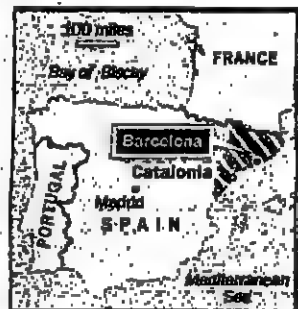 100 miles
FRANCE
Bay of Biscay
Barcelona
Catalonia
PORTUGAL
Madrid
SPAIN
Mediterranean
Sea